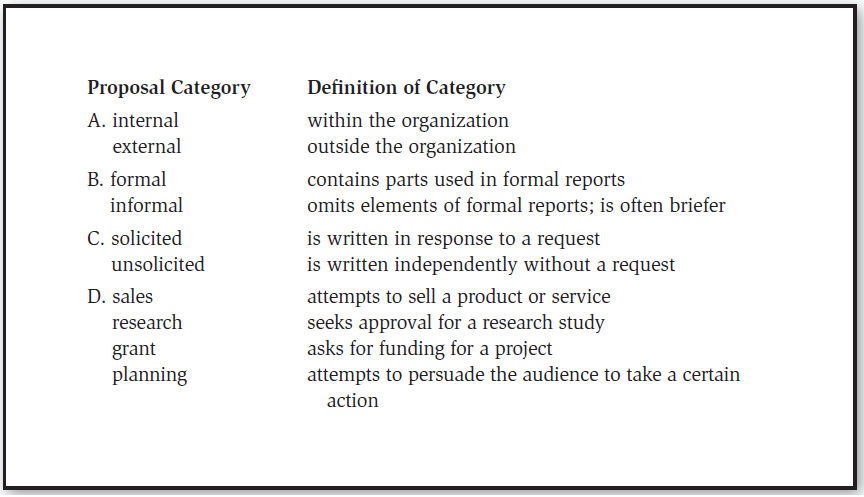 Proposal Category Definition of Category
A. internal within the organization
external outside the organization
B. formal contains parts used in formal reports
informal omits elements of formal reports; is often briefer
C. solicited is written in response to a request
unsolicited is written independently without a request
D. sales attempts to sell a product or service
research seeks approval for a research study
grant asks for funding for a project
planning attempts to persuade the audience to take a certain
action